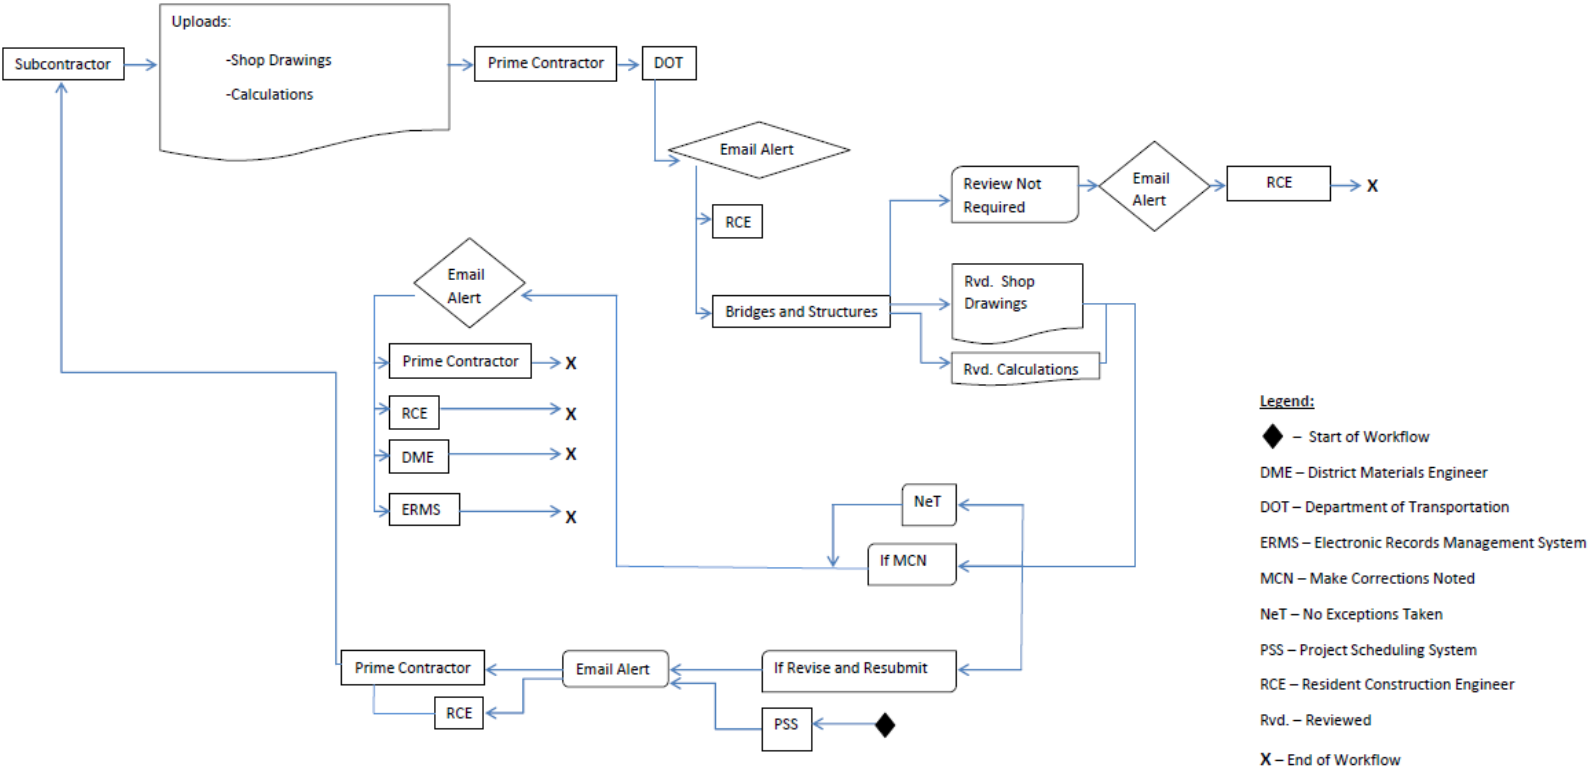 Uploads:
-Shop Drawings
-Calculations
Subcontractor
Prime Contractor
DOT
Email Alert
RCE
Bridges and Structures
Review Not
Required
Email
Alert
RCE
X
Rvd. Shop
Drawings
Rvd. Calculations
Email
Alert
Prime Contractor
X
RCE
X
DME
X
ERMS
X
NeT
If MCN
If Revise and Resubmit
Email Alert
Prime Contractor
RCE
PSS
Legend:
– Start of Workflow
DME – District Materials Engineer
DOT – Department of Transportation
ERMS – Electronic Records Management System
MCN – Make Corrections Noted
NeT – No Exceptions Taken
PSS – Project Scheduling System
RCE – Resident Construction Engineer
Rvd. – Reviewed
X – End of Workflow